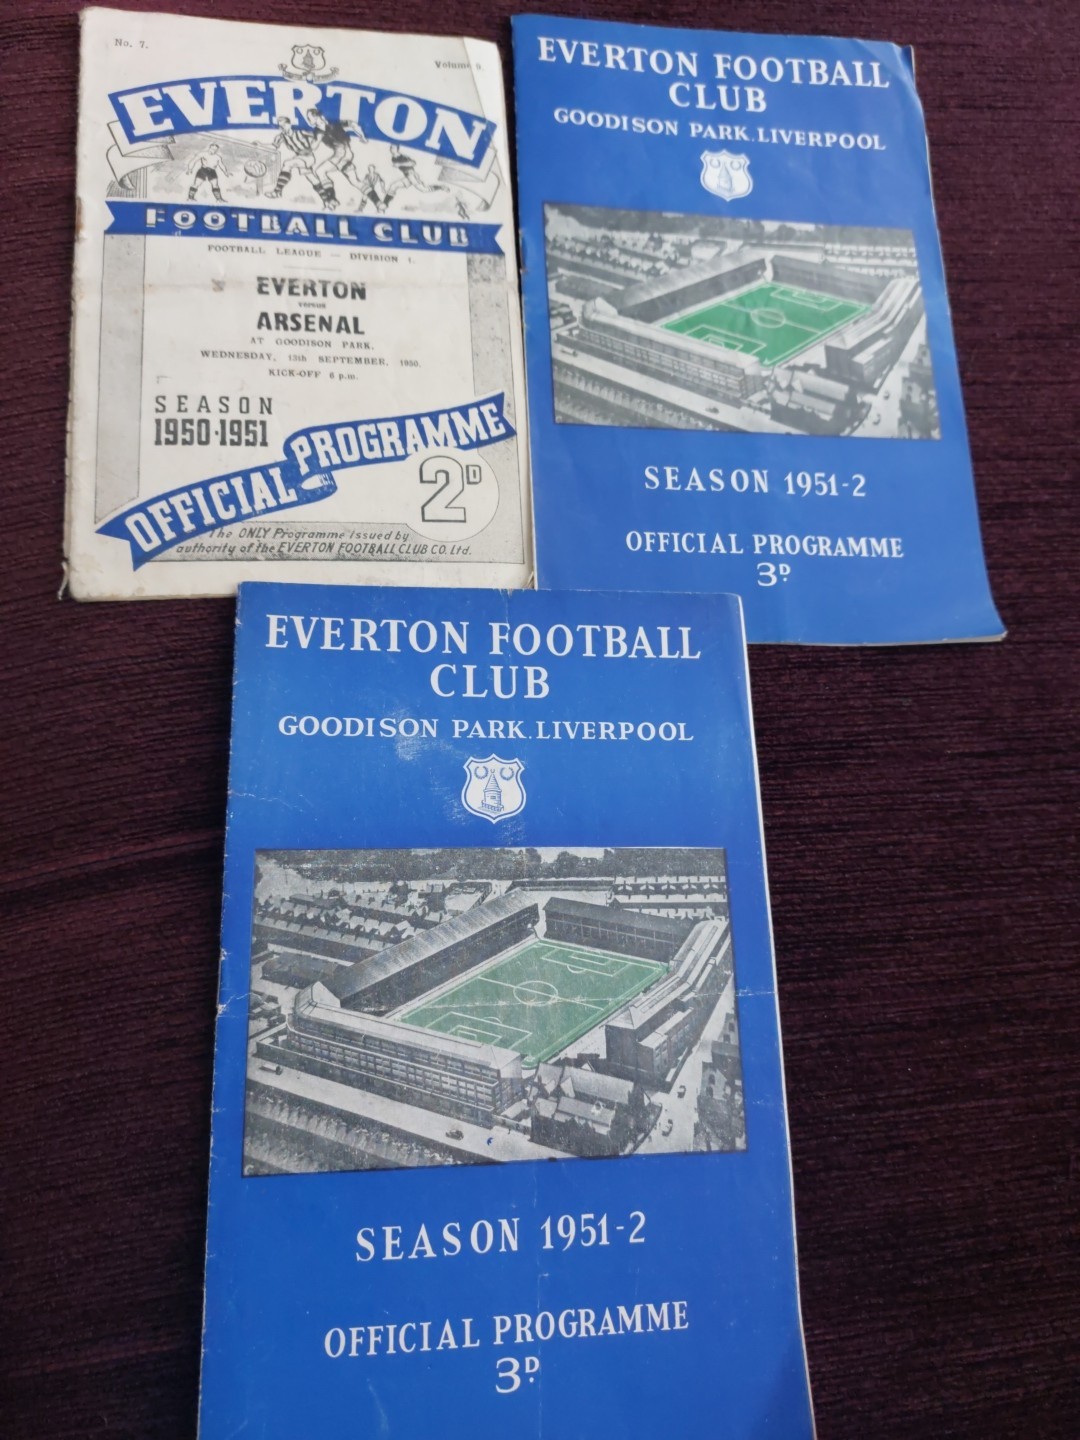 No. 7.
Volume 9.
EVERTON
FOOTBALL CLUB
FOOTBALL LEAGUE — DIVISION 1.
EVERTON
versus
ARSENAL
AT GOODISON PARK,
WEDNESDAY, 13th SEPTEMBER, 1950.
KICK-OFF 6 p.m.
SEASON
1950·1951
OFFICIAL PROGRAMME
2D
The ONLY Programme issued by
authority of the EVERTON FOOTBALL CLUB CO. Ltd.
EVERTON FOOTBALL
CLUB
GOODISON PARK. LIVERPOOL
SEASON 1951-2
OFFICIAL PROGRAMME
3D.
EVERTON FOOTBALL
CLUB
GOODISON PARK. LIVERPOOL
SEASON 1951-2
OFFICIAL PROGRAMME
3D.